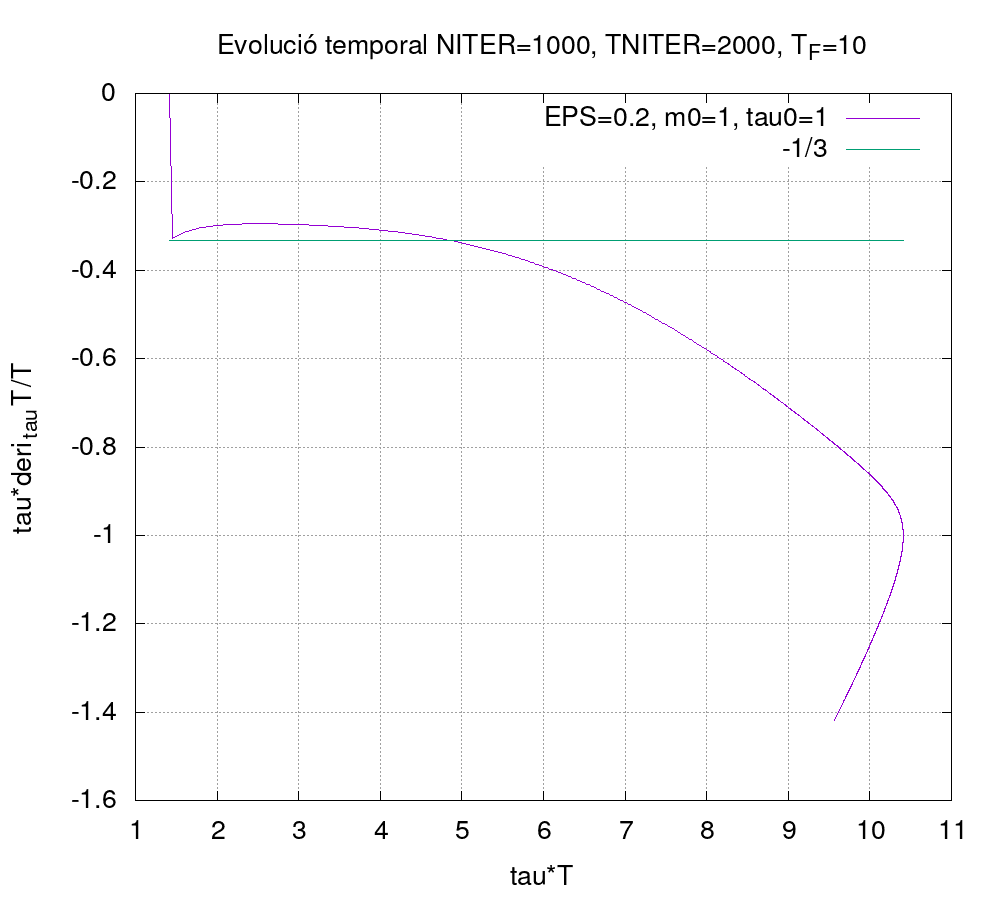 Evolució temporal NITER=1000, TNITER=2000, T_F=10
EPS=0.2, m0=1, tau0=1
-1/3
0
-0.2
-0.4
-0.6
-0.8
-1
-1.2
-1.4
-1.6
tau*deri_tau T/T
1 2 3 4 5 6 7 8 9 10 11
tau*T